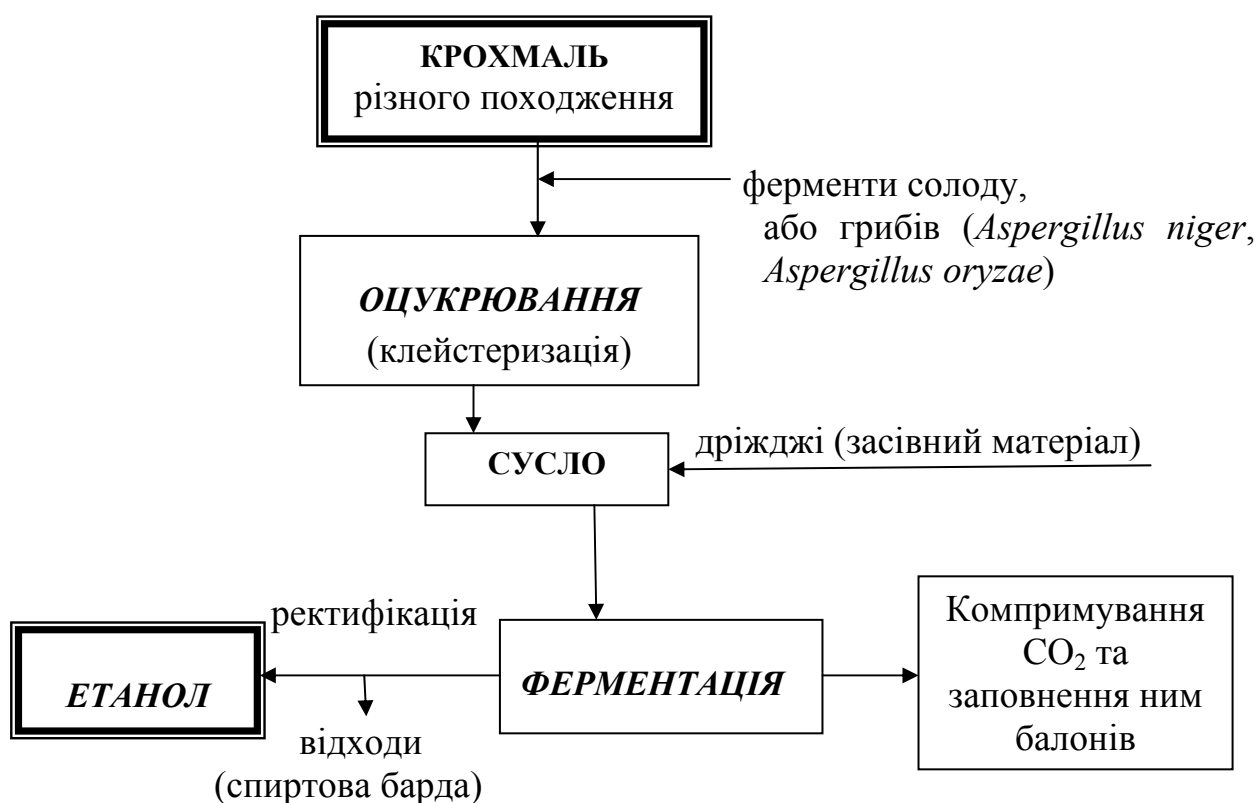 КРОХМАЛЬ
різного походження
ферменти солоду,
або грибів (Aspergillus niger,
Aspergillus oryzae)
ОЦУКРЮВАННЯ
(клейстеризація)
СУСЛО
дріжджі (засівний матеріал)
ректифікація
ЕТАНОЛ
відходи
(спиртова барда)
ФЕРМЕНТАЦІЯ
Компримування
CO₂ та
заповнення ним
балонів